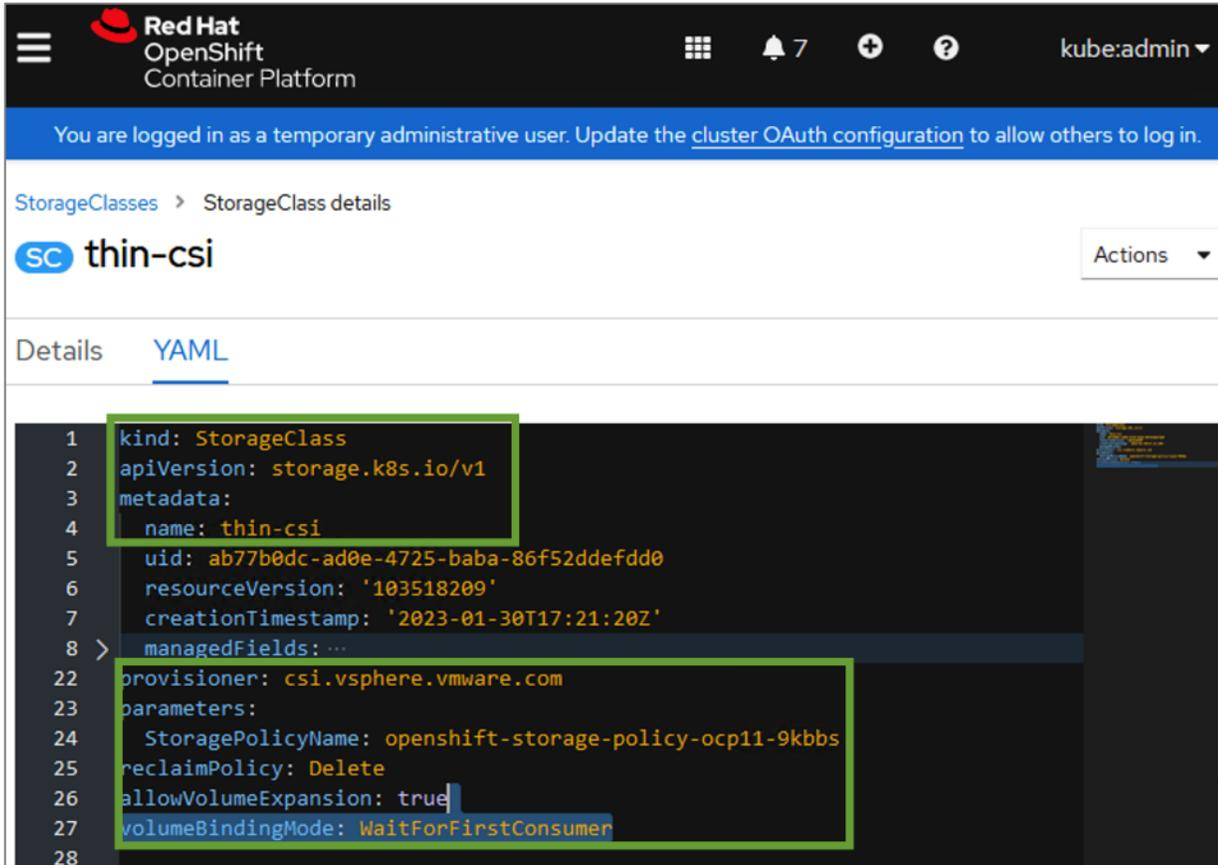 Red Hat
OpenShift
Container Platform
7
kube:admin
You are logged in as a temporary administrative user. Update the cluster OAuth configuration to allow others to log in.
StorageClasses > StorageClass details
SC thin-csi
Actions
Details YAML
1 kind: StorageClass
2 apiVersion: storage.k8s.io/v1
3 metadata:
4 name: thin-csi
5 uid: ab77b0dc-ad0e-4725-baba-86f52ddefdd0
6 resourceVersion: '103518209'
7 creationTimestamp: '2023-01-30T17:21:20Z'
8 > managedFields: ...
22 provisioner: csi.vsphere.vmware.com
23 parameters:
24 StoragePolicyName: openshift-storage-policy-ocp11-9kbbs
25 reclaimPolicy: Delete
26 allowVolumeExpansion: true
27 volumeBindingMode: WaitForFirstConsumer
28